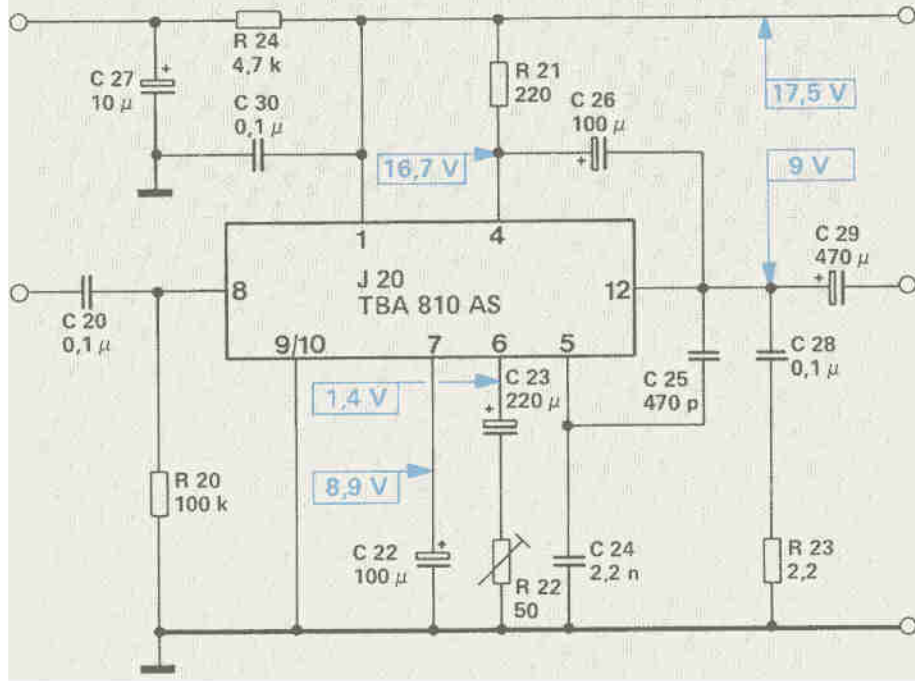 R 24
4,7 k
C 27
10 µ
+
C 30
0,1 µ
R 21
220
C 26
100 µ
+
17,5 V
16,7 V
9 V
1
4
C 29
470 µ
+
8
J 20
TBA 810 AS
12
C 20
0,1 µ
9/10
7
6
5
C 23
220 µ
+
C 25
470 p
C 28
0,1 µ
1,4 V
R 20
100 k
8,9 V
C 22
100 µ
+
R 22
50
C 24
2,2 n
R 23
2,2